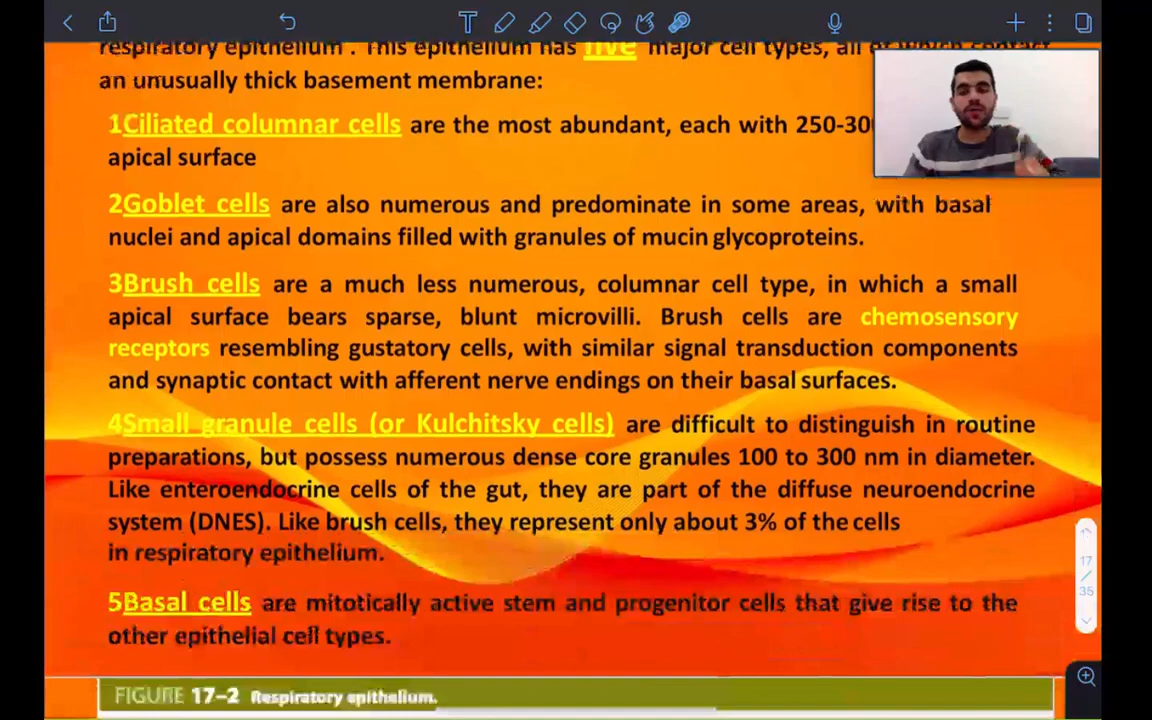 respiratory epithelium . This epithelium has five major cell types, all of which contact
an unusually thick basement membrane:
1Ciliated columnar cells are the most abundant, each with 250-300
apical surface
2Goblet cells are also numerous and predominate in some areas, with basal
nuclei and apical domains filled with granules of mucin glycoproteins.
3Brush cells are a much less numerous, columnar cell type, in which a small
apical surface bears sparse, blunt microvilli. Brush cells are chemosensory
receptors resembling gustatory cells, with similar signal transduction components
and synaptic contact with afferent nerve endings on their basal surfaces.
4Small granule cells (or Kulchitsky cells) are difficult to distinguish in routine
preparations, but possess numerous dense core granules 100 to 300 nm in diameter.
Like enteroendocrine cells of the gut, they are part of the diffuse neuroendocrine
system (DNES). Like brush cells, they represent only about 3% of the cells
in respiratory epithelium.
17
/
35
5Basal cells are mitotically active stem and progenitor cells that give rise to the
other epithelial cell types.
FIGURE 17–2 Respiratory epithelium.